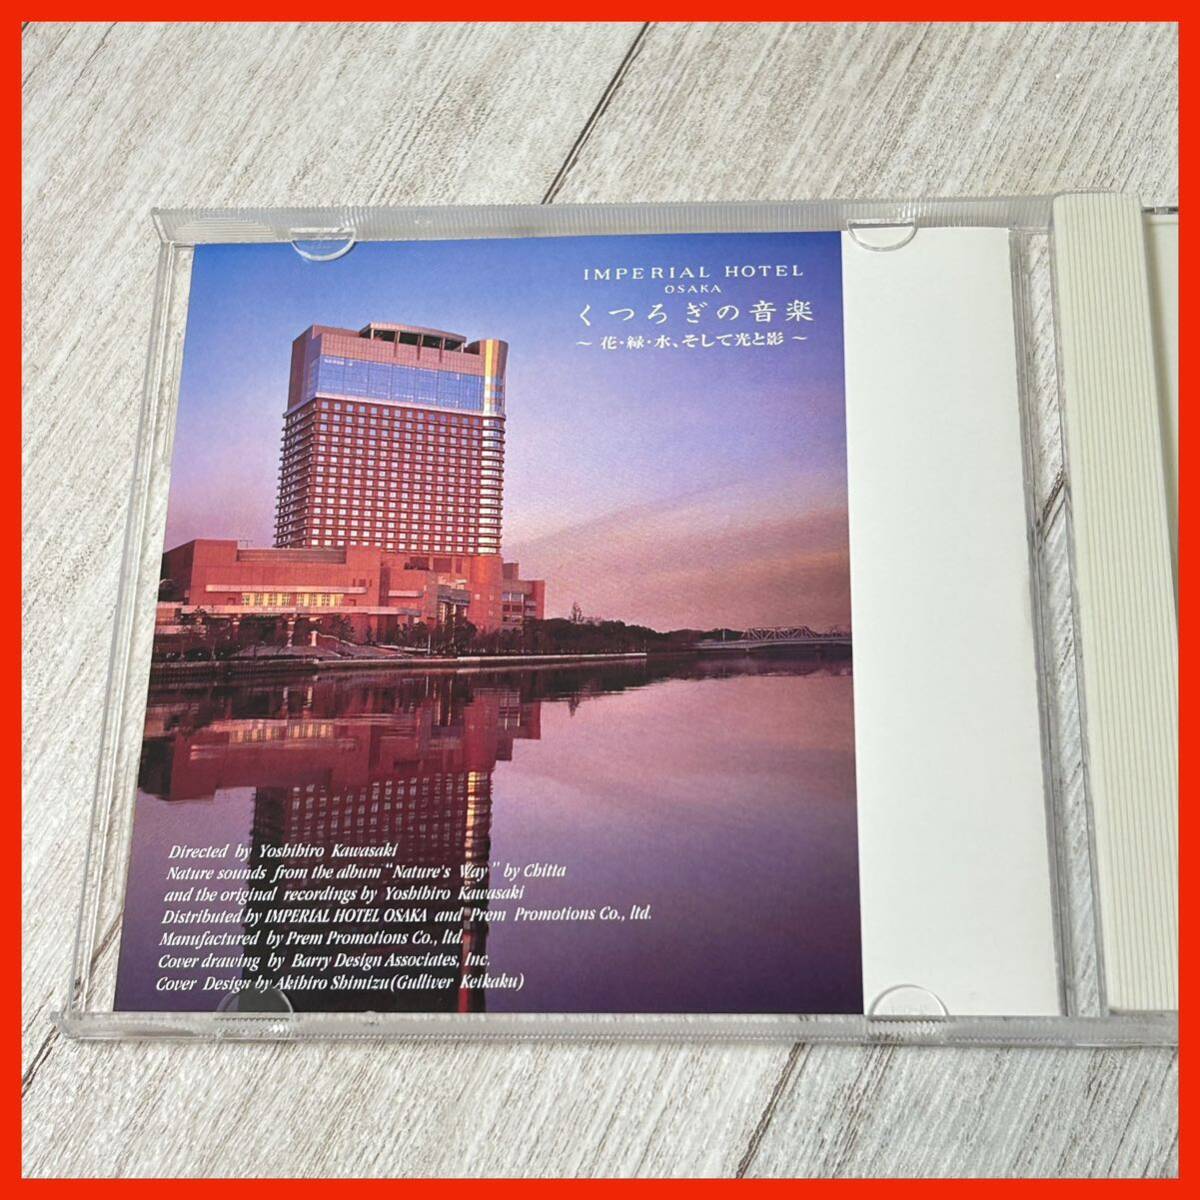 IMPERIAL HOTEL
OSAKA
くつろぎの音楽
～ 花・緑・水、そして光と影 ～
Directed by Yoshihiro Kawasaki
Nature sounds from the album "Nature's Way" by Chitta
and the original recordings by Yoshihiro Kawasaki
Distributed by IMPERIAL HOTEL OSAKA and Prem Promotions Co., ltd.
Manufactured by Prem Promotions Co., ltd.
Cover drawing by Barry Design Associates, Inc.
Cover Design by Akihiro Shimizu(Gulliver Keikaku)